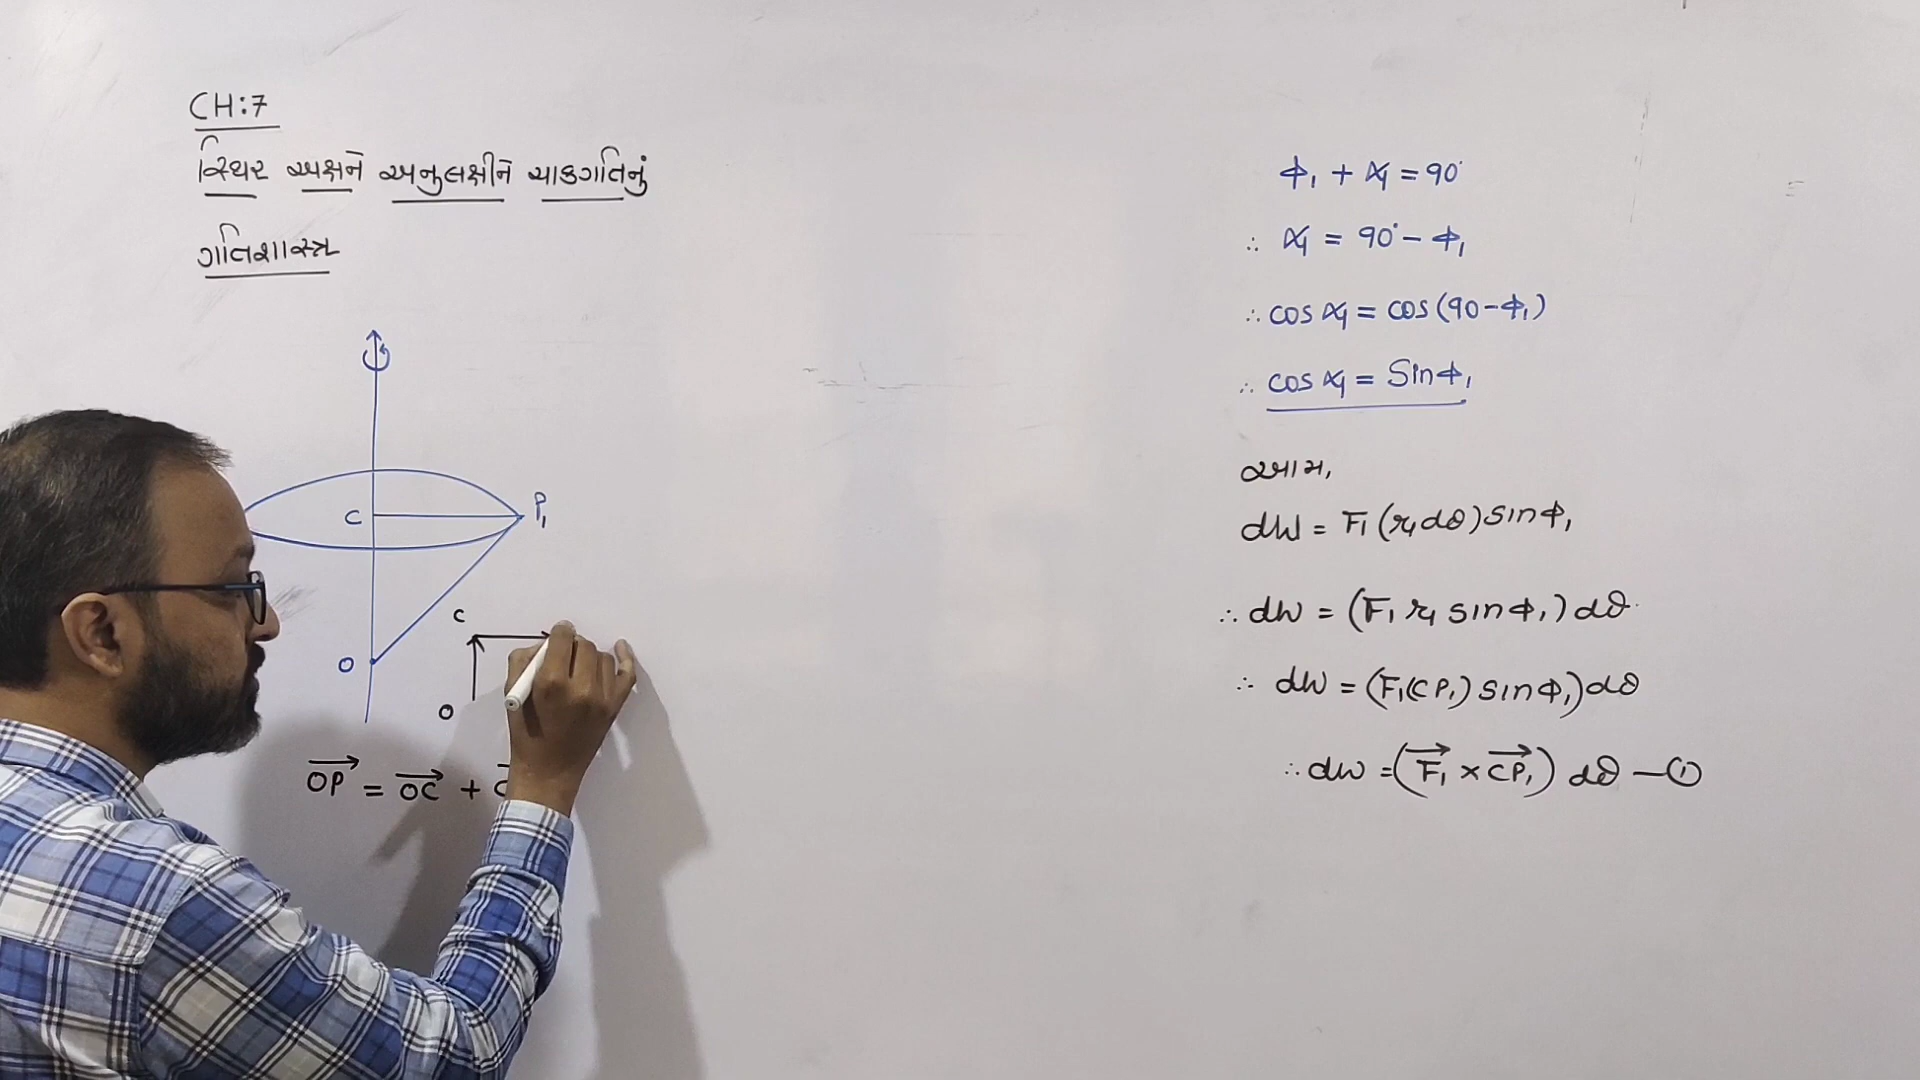 CH:7
સ્થિર અક્ષને અનુલક્ષીને ચાકગતિનું
ગતિશાસ્ત્ર
C P₁
O
C
O
OP⃗ = OC⃗ +
ϕ₁ + α₁ = 90°
∴ α₁ = 90° − ϕ₁
∴ cos α₁ = cos (90 − ϕ₁)
∴ cos α₁ = Sin ϕ₁
આમ,
dW = F₁ (r₁dθ) sin ϕ₁
∴ dW = (F₁ r₁ sin ϕ₁) dθ
∴ dW = (F₁(CP₁) sin ϕ₁) dθ
∴ dW = (F₁⃗ × CP₁⃗) dθ — ①